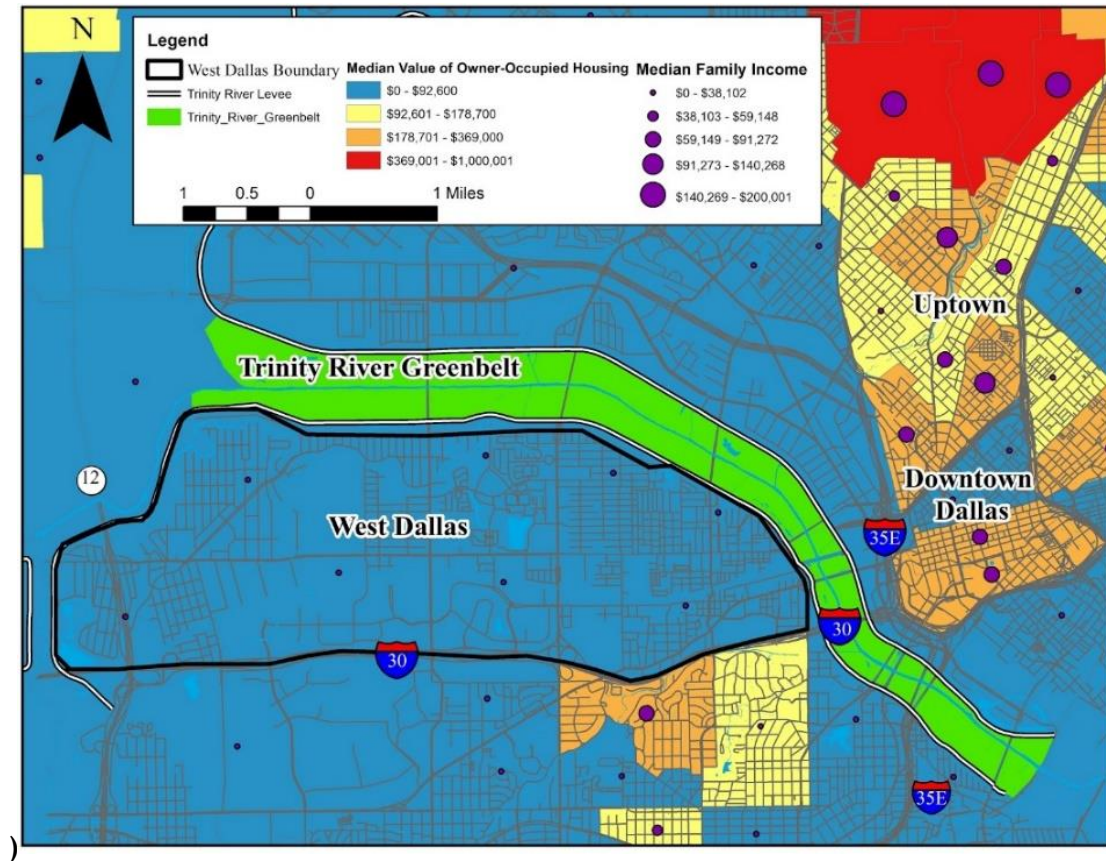 N
Legend
West Dallas Boundary
Trinity River Levee
Trinity_River_Greenbelt
Median Value of Owner-Occupied Housing
$0 - $92,600
$92,601 - $178,700
$178,701 - $369,000
$369,001 - $1,000,001
Median Family Income
$0 - $38,102
$38,103 - $59,148
$59,149 - $91,272
$91,273 - $140,268
$140,269 - $200,001
1 0.5 0 1 Miles
Uptown
Trinity River Greenbelt
12
West Dallas
Downtown
Dallas
35E
30
30
35E
)